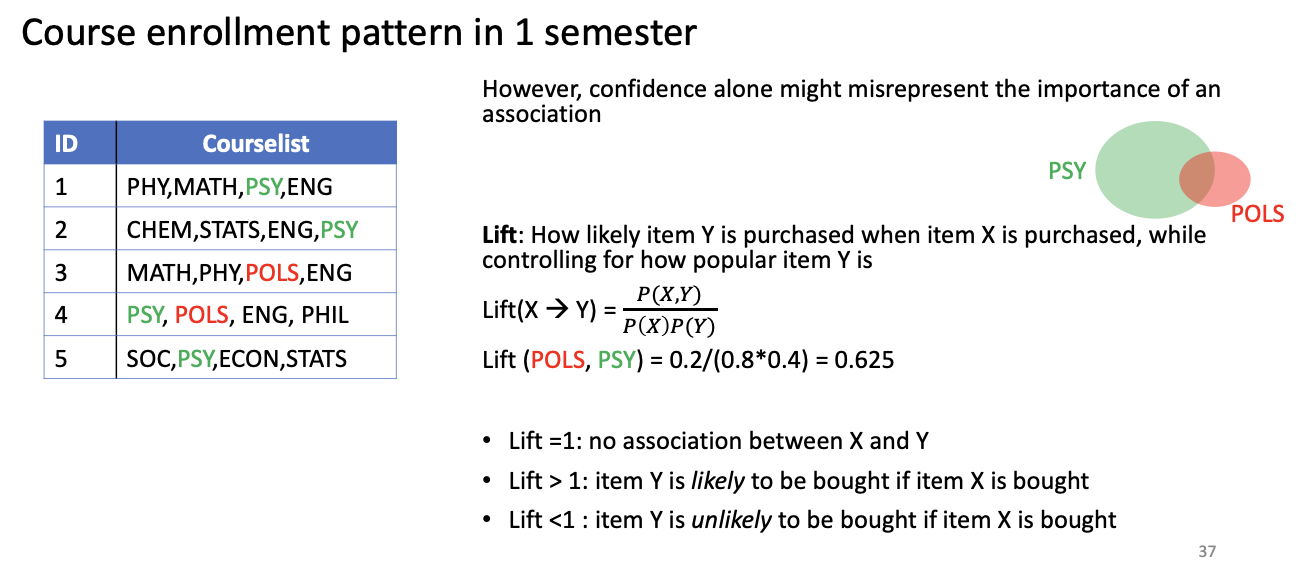 Course enrollment pattern in 1 semester
However, confidence alone might misrepresent the importance of an
association
ID Courselist
1 PHY,MATH,PSY,ENG
2 CHEM,STATS,ENG,PSY
3 MATH,PHY,POLS,ENG
4 PSY, POLS, ENG, PHIL
5 SOC,PSY,ECON,STATS
PSY
POLS
Lift: How likely item Y is purchased when item X is purchased, while
controlling for how popular item Y is
Lift(X → Y) = P(X,Y) / P(X)P(Y)
Lift (POLS, PSY) = 0.2/(0.8*0.4) = 0.625
• Lift =1: no association between X and Y
• Lift > 1: item Y is likely to be bought if item X is bought
• Lift <1 : item Y is unlikely to be bought if item X is bought
37